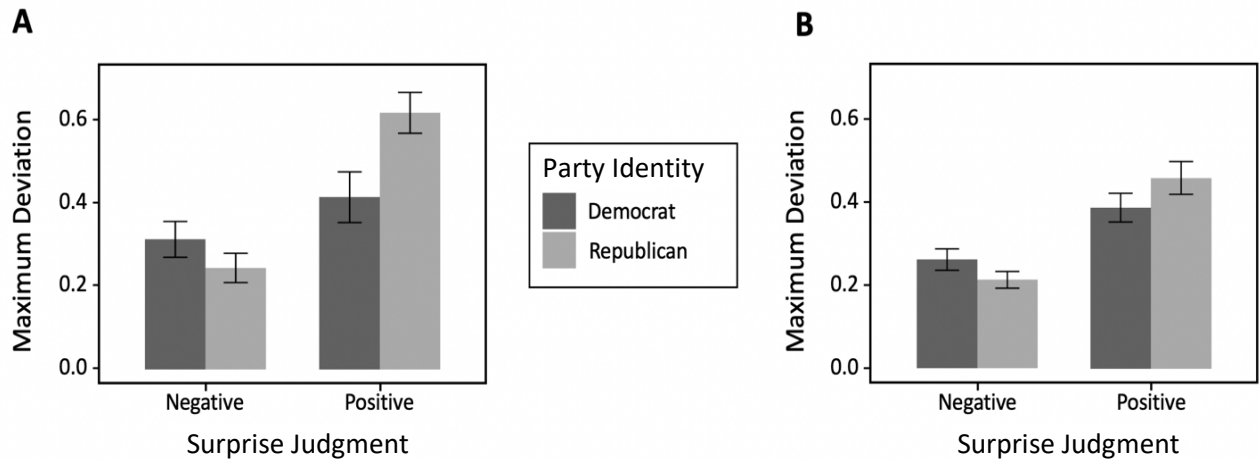 A
Maximum Deviation
0.6
0.4
0.2
0.0
Negative
Positive
Surprise Judgment
Party Identity
Democrat
Republican
B
Maximum Deviation
0.6
0.4
0.2
0.0
Negative
Positive
Surprise Judgment